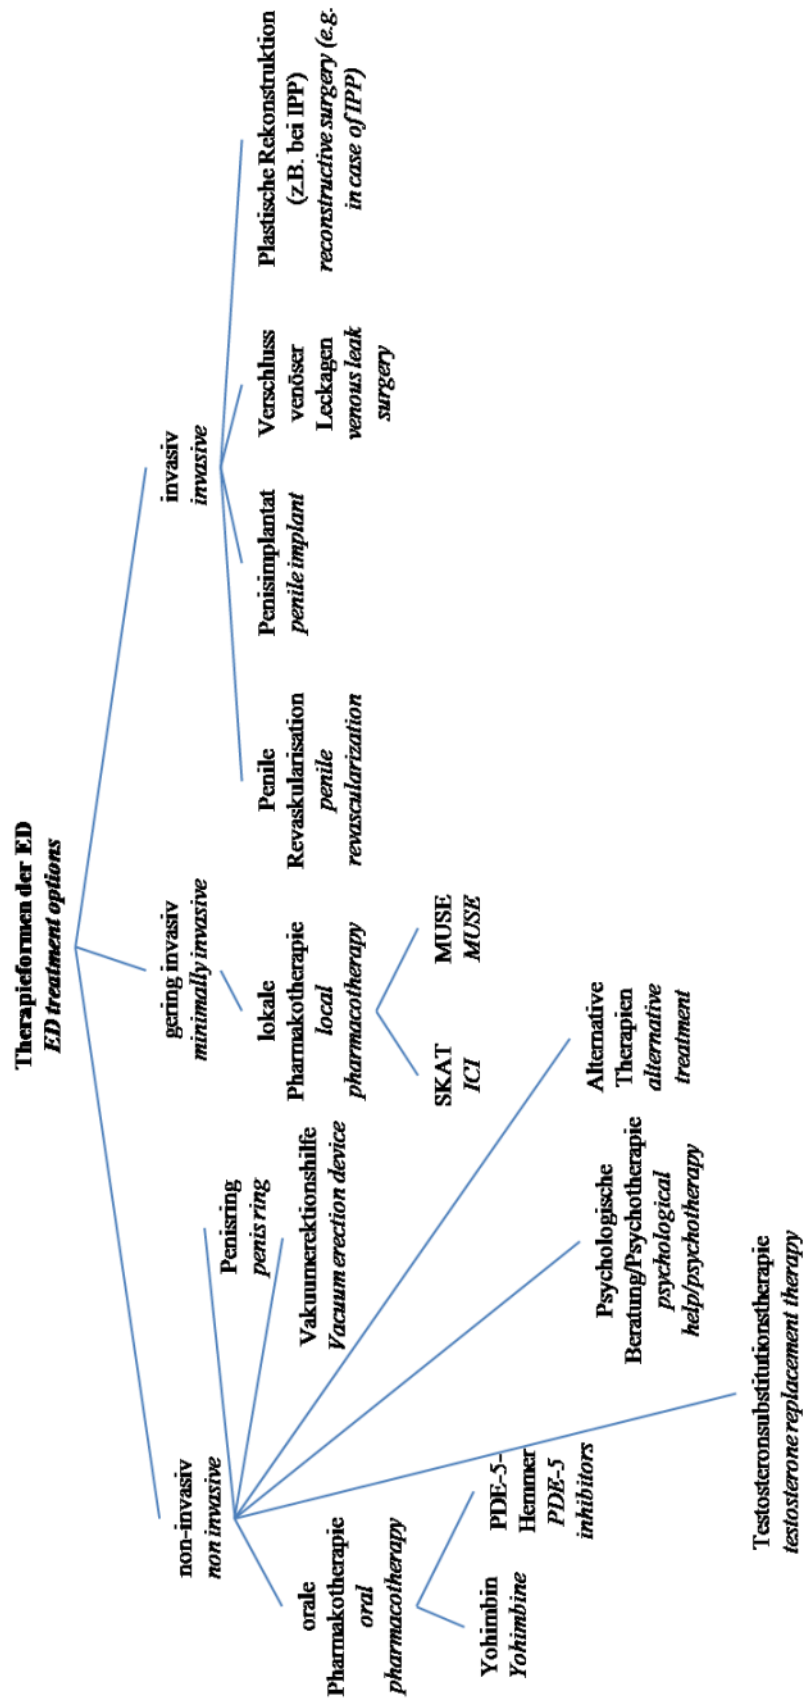 Therapieformen der ED
ED treatment options
non-invasiv
non invasive
gering invasiv
minimally invasive
invasiv
invasive
orale
Pharmakotherapie
oral
pharmacotherapy
Yohimbin
Yohimbine
PDE-5-
Hemmer
PDE-5
inhibitors
Penisring
penis ring
Vakuumerektionshilfe
Vacuum erection device
Testosteronsubstitutionstherapie
testosterone replacement therapy
Psychologische
Beratung/Psychotherapie
psychological
help/psychotherapy
Alternative
Therapien
alternative
treatment
lokale
Pharmakotherapie
local
pharmacotherapy
SKAT
ICI
MUSE
MUSE
Penile
Revaskularisation
penile
revascularization
Penisimplantat
penile implant
Verschluss
venöser
Leckagen
venous leak
surgery
Plastische Rekonstruktion
(z.B. bei IPP)
reconstructive surgery (e.g.
in case of IPP)